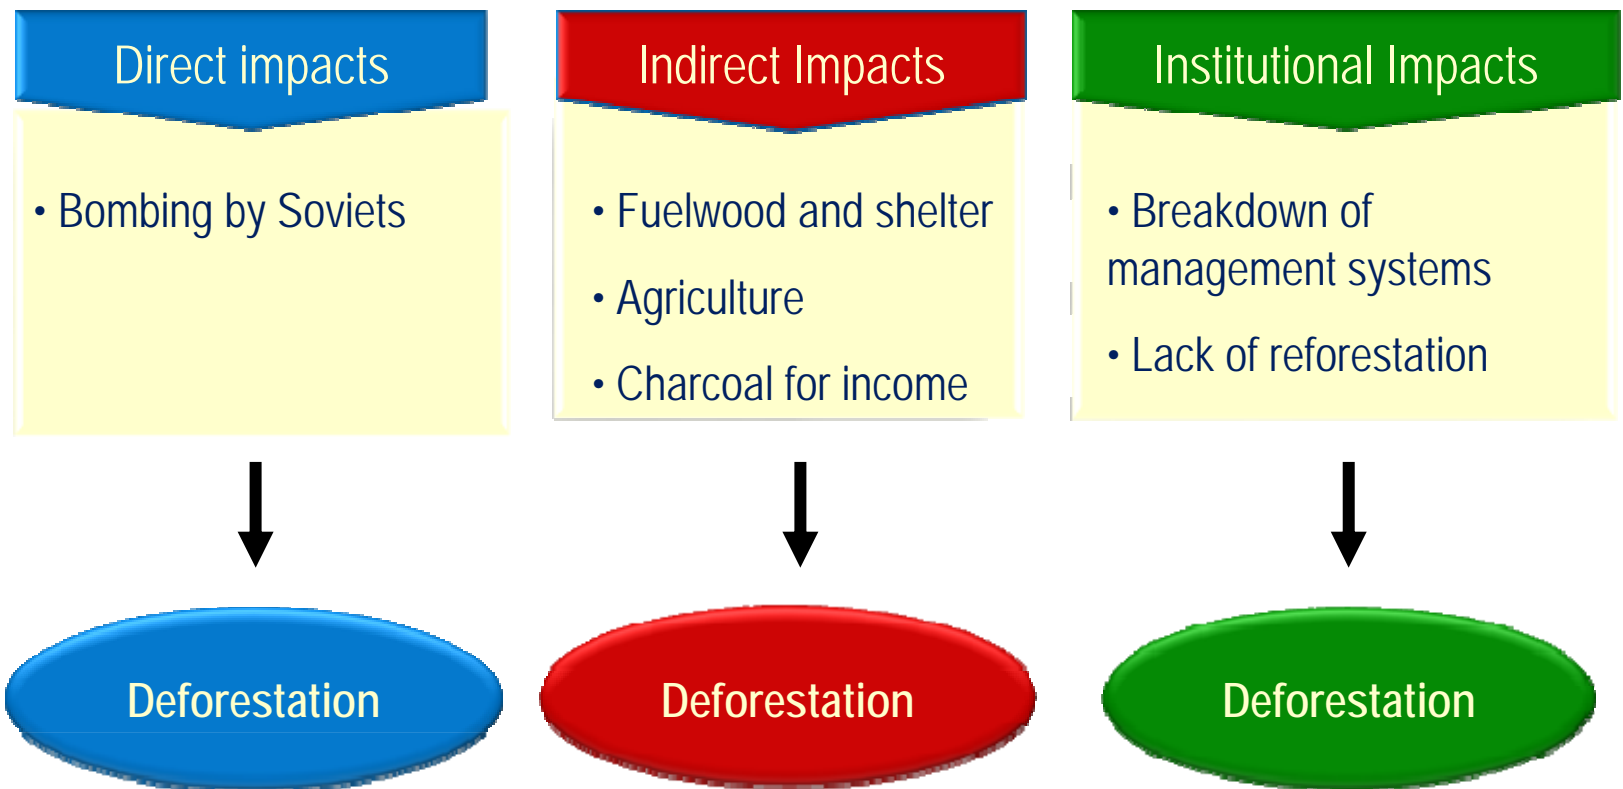 Direct impacts
• Bombing by Soviets
Deforestation
Indirect Impacts
• Fuelwood and shelter
• Agriculture
• Charcoal for income
Deforestation
Institutional Impacts
• Breakdown of
management systems
• Lack of reforestation
Deforestation